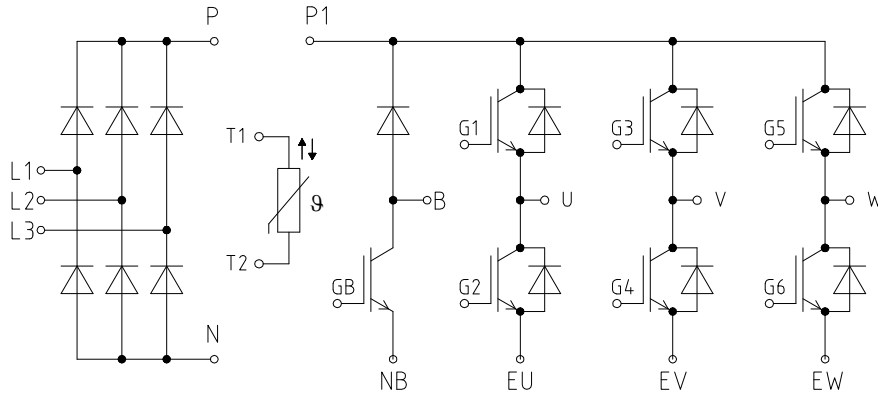 P P1
T1
G1 G3 G5
L1
L2 B U V W
L3 ϑ
T2
GB G2 G4 G6
N
NB EU EV EW